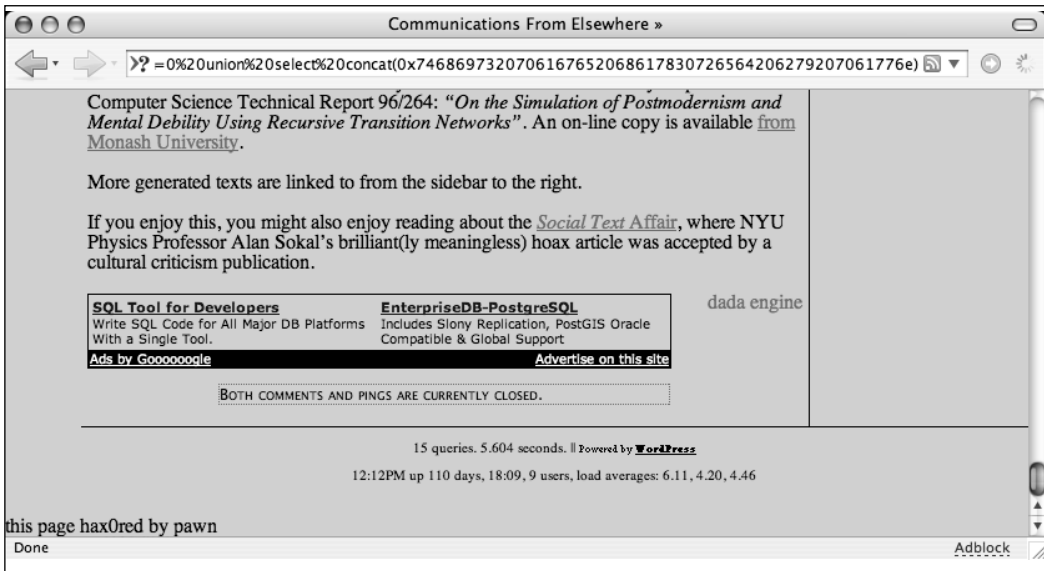 Communications From Elsewhere »
=0%20union%20select%20concat(0x7468697320706167652068617830726564206279207061776e)
Computer Science Technical Report 96/264: “On the Simulation of Postmodernism and
Mental Debility Using Recursive Transition Networks”. An on-line copy is available from
Monash University.
More generated texts are linked to from the sidebar to the right.
If you enjoy this, you might also enjoy reading about the Social Text Affair, where NYU
Physics Professor Alan Sokal’s brilliant(ly meaningless) hoax article was accepted by a
cultural criticism publication.
SQL Tool for Developers
Write SQL Code for All Major DB Platforms
With a Single Tool.
EnterpriseDB-PostgreSQL
Includes Slony Replication, PostGIS Oracle
Compatible & Global Support
Ads by Goooooogle
Advertise on this site
dada engine
BOTH COMMENTS AND PINGS ARE CURRENTLY CLOSED.
15 queries. 5.604 seconds. || Powered by WordPress
12:12PM up 110 days, 18:09, 9 users, load averages: 6.11, 4.20, 4.46
this page hax0red by pawn
Done
Adblock